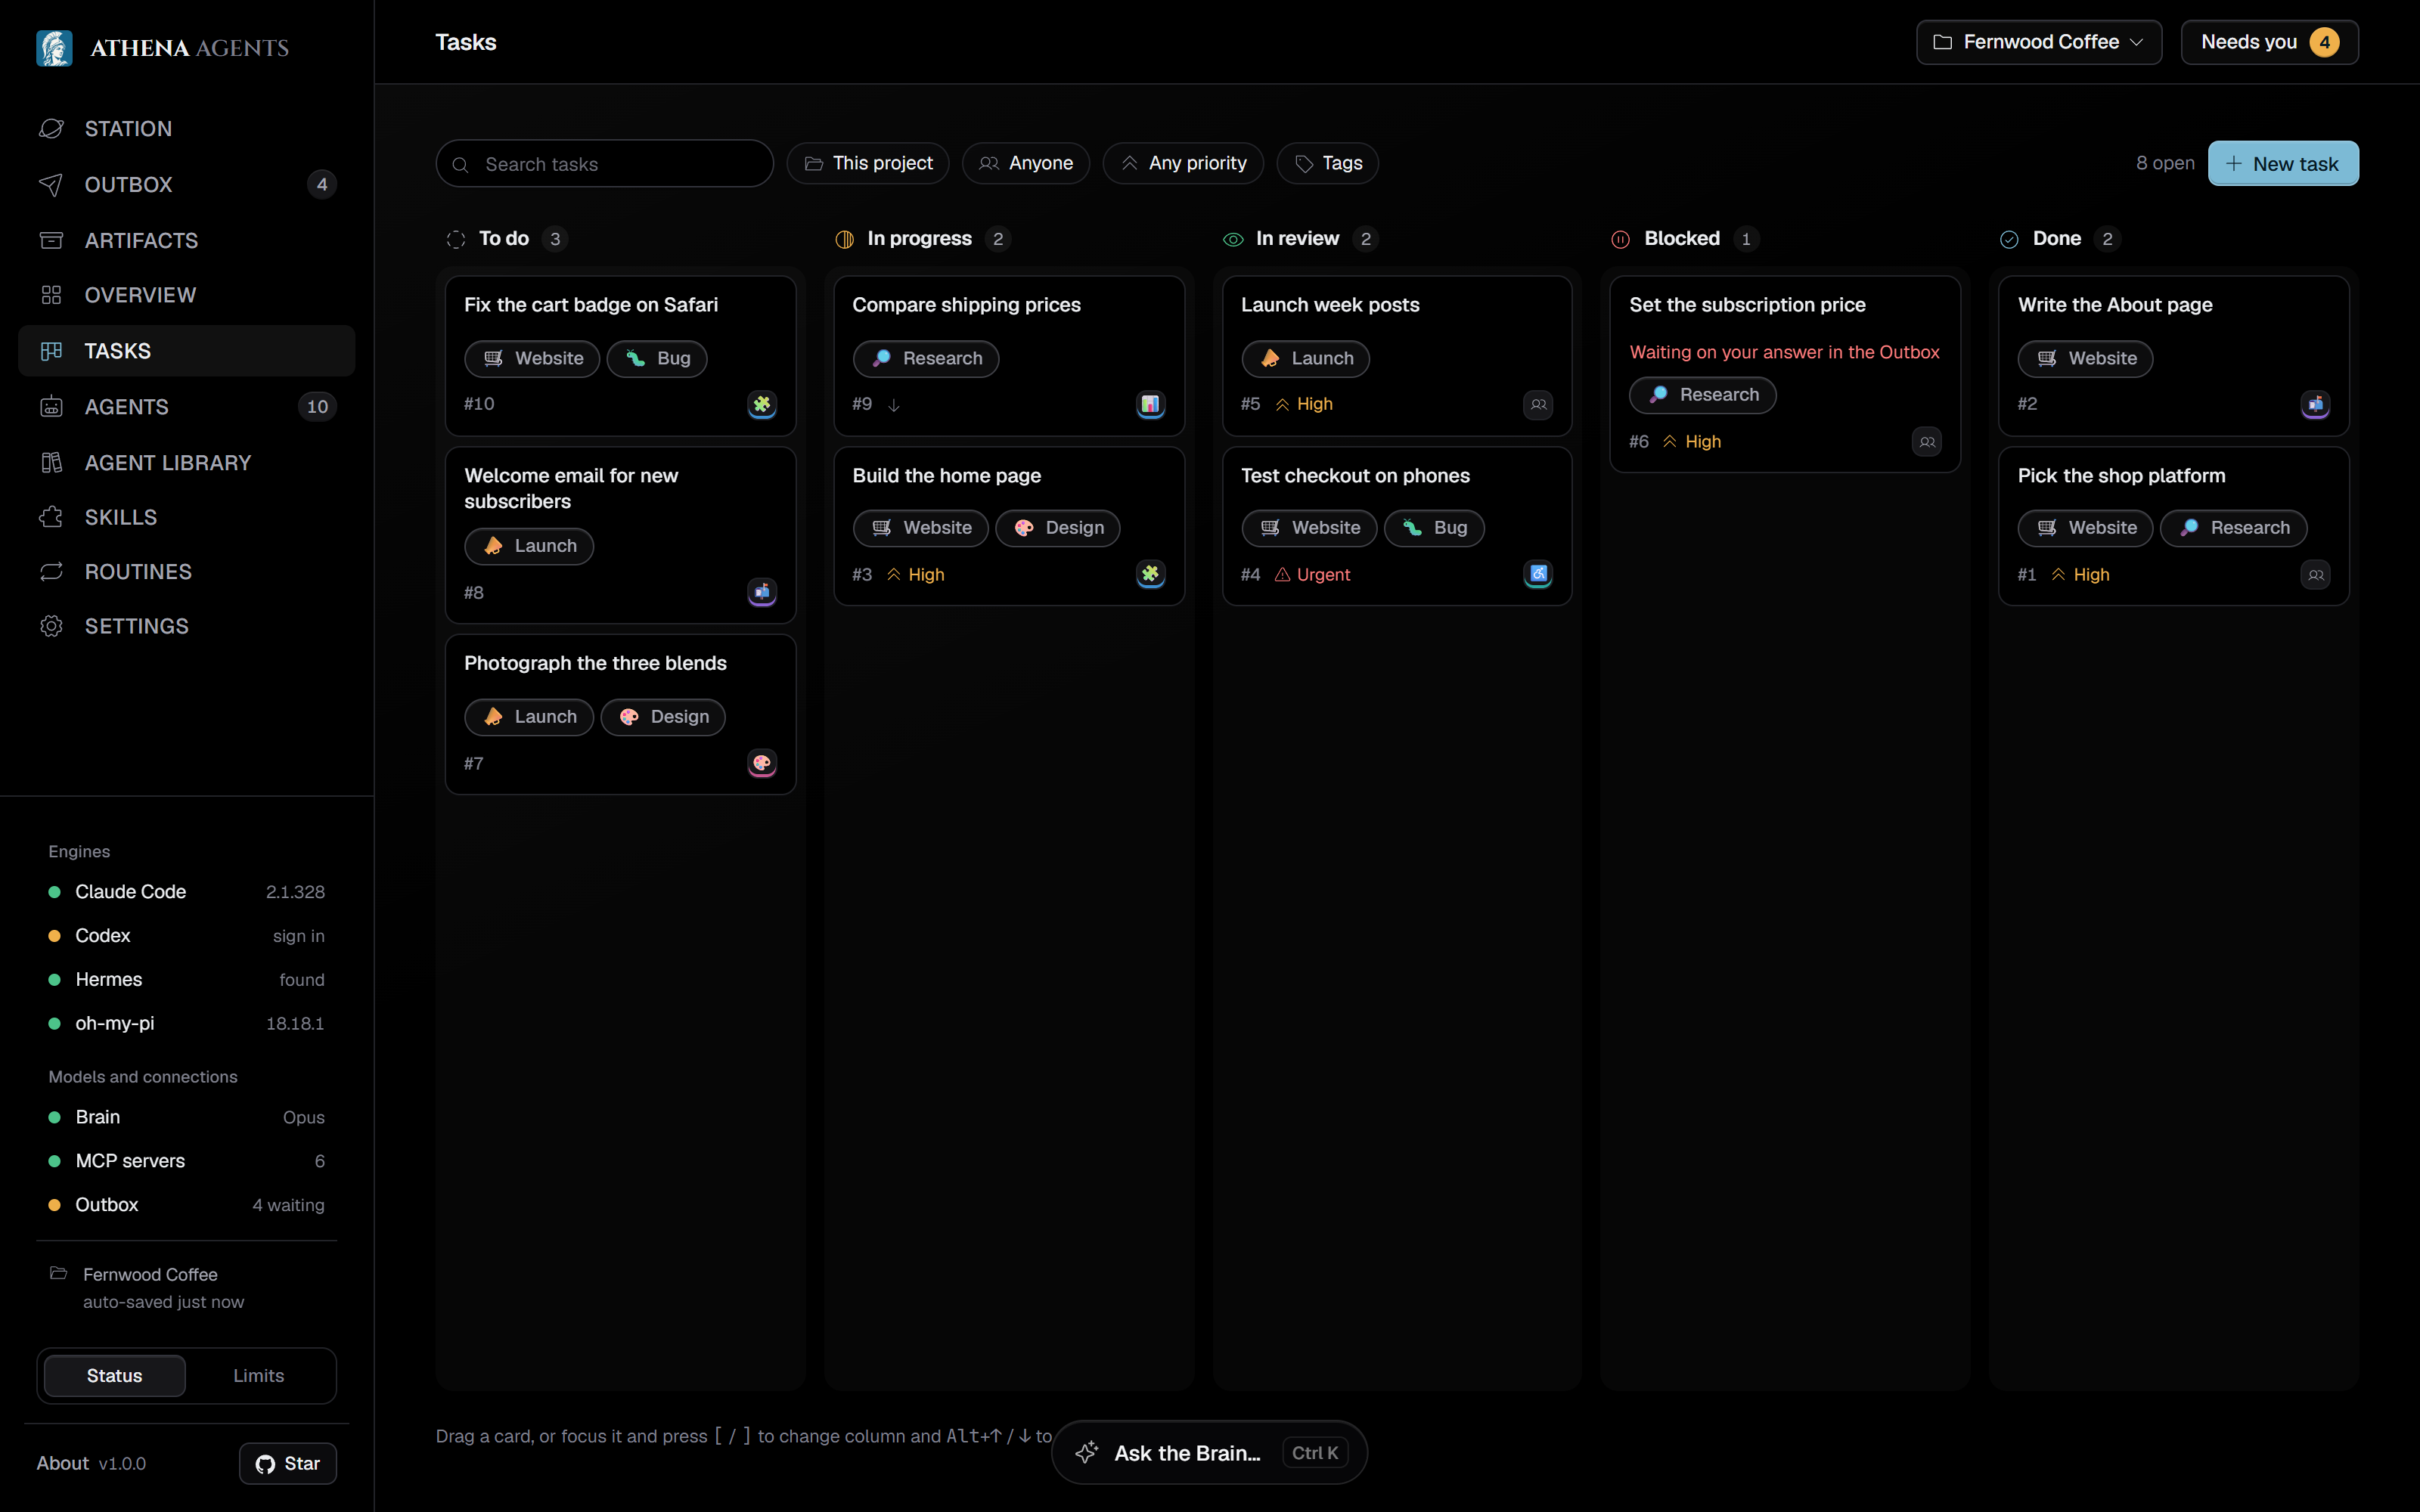 ATHENA AGENTS
STATION
OUTBOX 4
ARTIFACTS
OVERVIEW
TASKS
AGENTS 10
AGENT LIBRARY
SKILLS
ROUTINES
SETTINGS
Engines
Claude Code 2.1.328
Codex sign in
Hermes found
oh-my-pi 18.18.1
Models and connections
Brain Opus
MCP servers 6
Outbox 4 waiting
Fernwood Coffee
auto-saved just now
Status Limits
About v1.0.0 Star
Tasks
Fernwood Coffee
Needs you 4
Search tasks
This project
Anyone
Any priority
Tags
8 open
New task
To do 3
Fix the cart badge on Safari
Website Bug
#10
Welcome email for new
subscribers
Launch
#8
Photograph the three blends
Launch Design
#7
In progress 2
Compare shipping prices
Research
#9 ↓
Build the home page
Website Design
#3 High
In review 2
Launch week posts
Launch
#5 High
Test checkout on phones
Website Bug
#4 Urgent
Blocked 1
Set the subscription price
Waiting on your answer in the Outbox
Research
#6 High
Done 2
Write the About page
Website
#2
Pick the shop platform
Website Research
#1 High
Drag a card, or focus it and press [ / ] to change column and Alt+↑ / ↓ to
Ask the Brain... Ctrl K